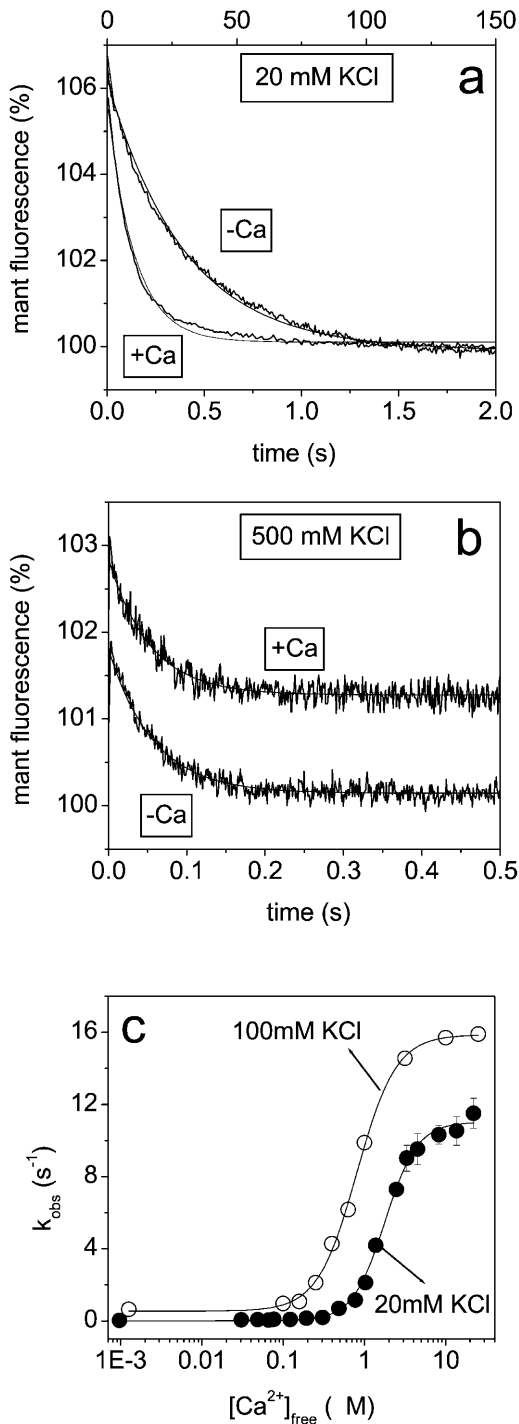 0 50 100 150
a
20 mM KCl
106
104
102
100
mant fluorescence (%)
-Ca
+Ca
0.0 0.5 1.0 1.5 2.0
time (s)
b
500 mM KCl
103
102
101
100
mant fluorescence (%)
+Ca
-Ca
0.0 0.1 0.2 0.3 0.4 0.5
time (s)
c
16
12
8
4
0
k_obs (s⁻¹)
100mM KCl
20mM KCl
1E-3 0.01 0.1 1 10
[Ca²⁺]free ( M)